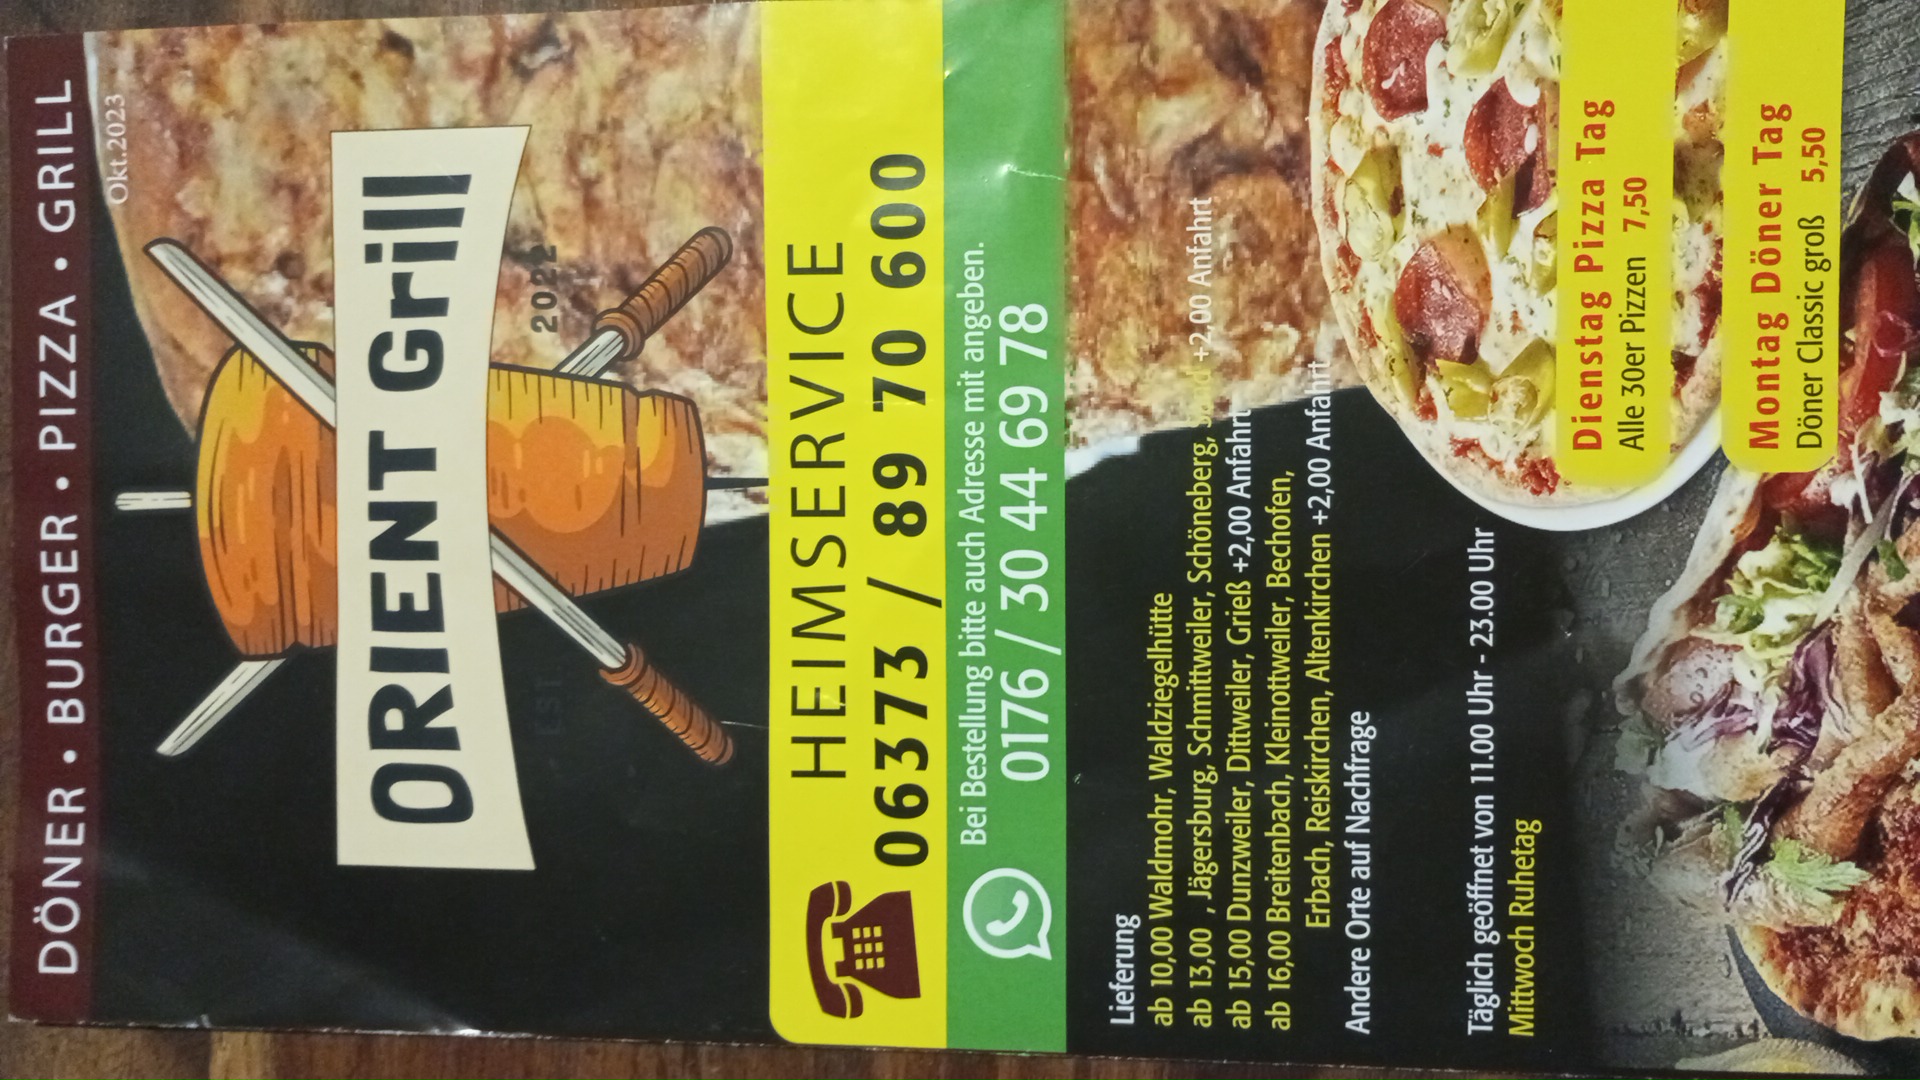 DÖNER • BURGER • PIZZA • GRILL
Okt.2023
ORIENT Grill
EST
2022
HEIMSERVICE
06373 / 89 70 600
Bei Bestellung bitte auch Adresse mit angeben.
0176 / 30 44 69 78
Lieferung
ab 10,00 Waldmohr, Waldziegelhütte
ab 13,00 , Jägersburg, Schmittweiler, Schöneberg, +2,00 Anfahrt
ab 15,00 Dunzweiler, Dittweiler, Grieß +2,00 Anfahrt
ab 16,00 Breitenbach, Kleinottweiler, Bechofen,
Erbach, Reiskirchen, Altenkirchen +2,00 Anfahrt
Andere Orte auf Nachfrage
Täglich geöffnet von 11.00 Uhr - 23.00 Uhr
Mittwoch Ruhetag
Dienstag Pizza Tag
Alle 30er Pizzen 7,50
Montag Döner Tag
Döner Classic groß 5,50